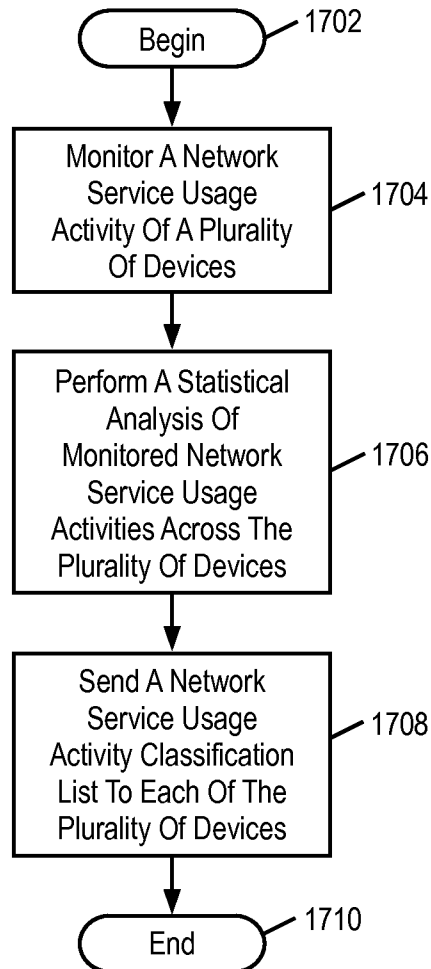 Begin
1702
Monitor A Network
Service Usage
Activity Of A Plurality
Of Devices
1704
Perform A Statistical
Analysis Of
Monitored Network
Service Usage
Activities Across The
Plurality Of Devices
1706
Send A Network
Service Usage
Activity Classification
List To Each Of The
Plurality Of Devices
1708
End
1710